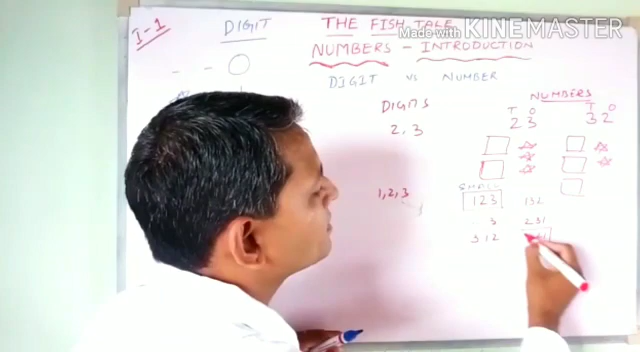 I-1
DIGIT
THE FISH TALE
Made with KINEMASTER
NUMBERS - INTRODUCTION
DIGIT VS NUMBER
DIGITS
NUMBERS
T O
T O
2, 3
2 3
3 2
SMALL
1, 2, 3
123
132
3
231
312